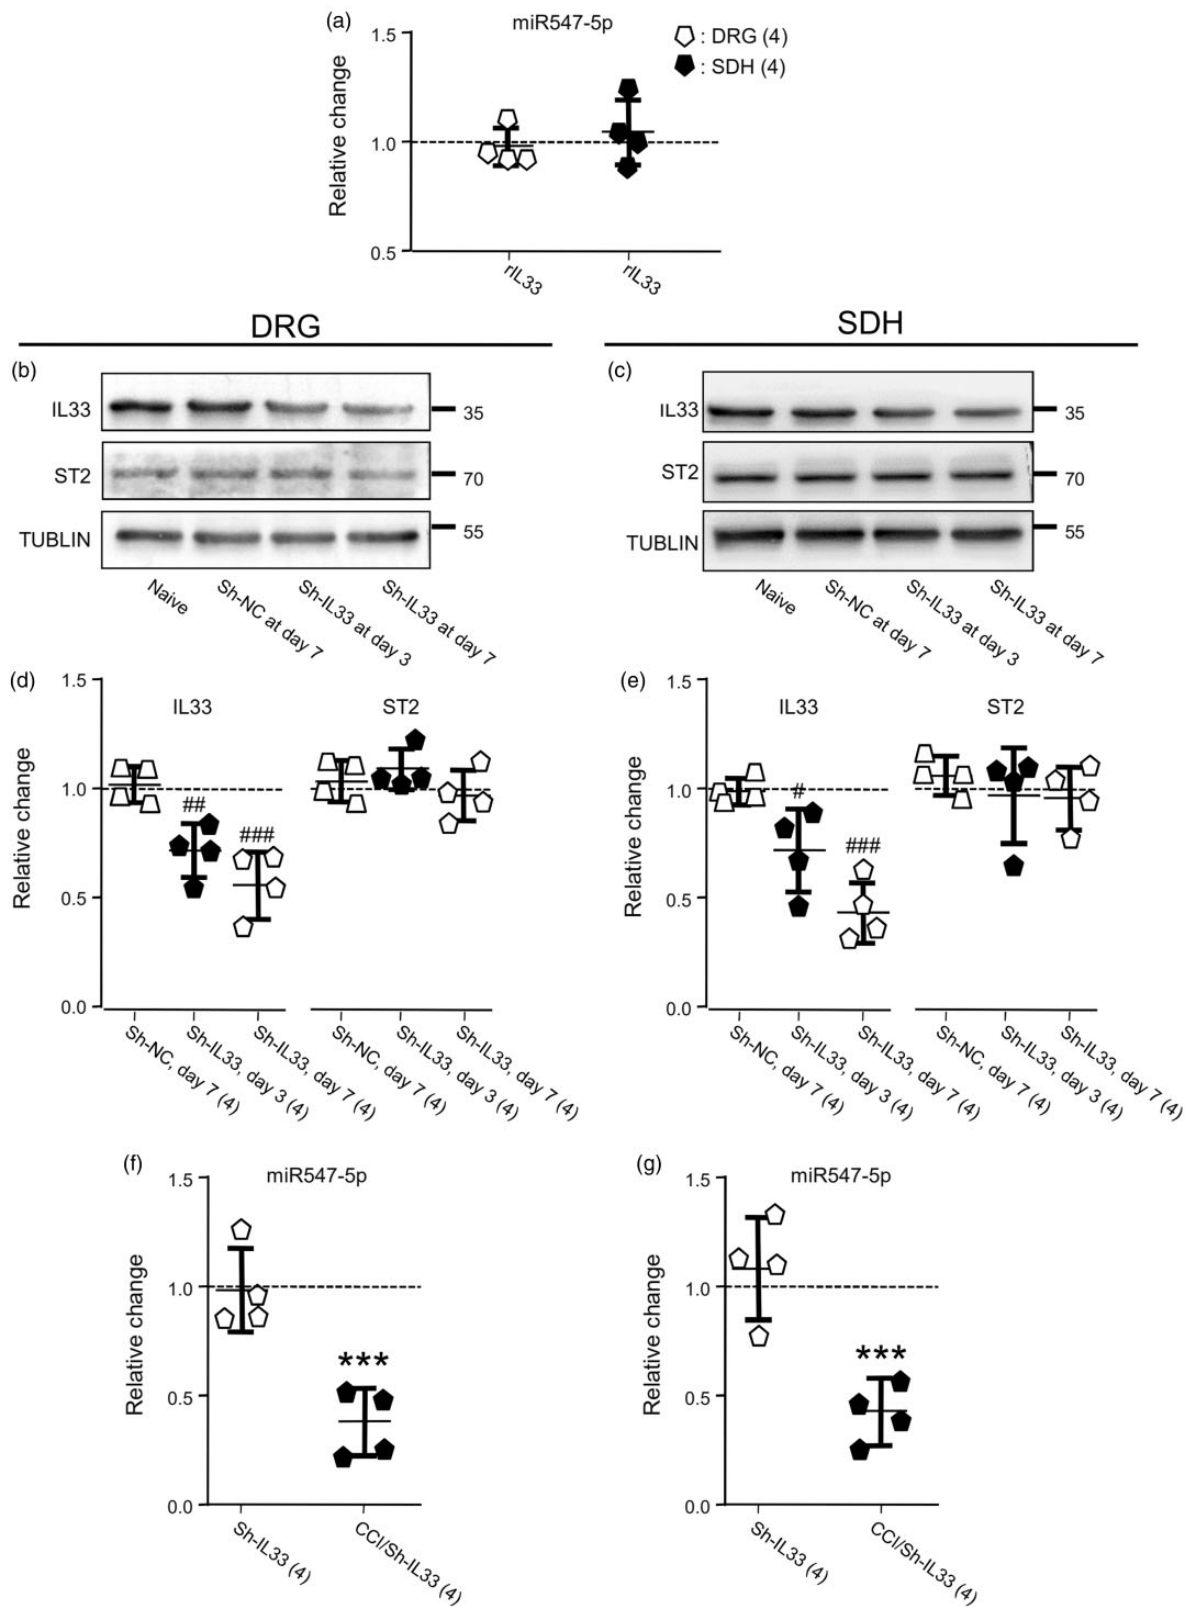 (a)
miR547-5p
: DRG (4)
: SDH (4)
Relative change
1.5
1.0
0.5
rIL33
rIL33
DRG
SDH
(b)
IL33
35
ST2
70
TUBLIN
55
Naive
Sh-NC at day 7
Sh-IL33 at day 3
Sh-IL33 at day 7
(c)
IL33
35
ST2
70
TUBLIN
55
Naive
Sh-NC at day 7
Sh-IL33 at day 3
Sh-IL33 at day 7
(d)
Relative change
1.5
1.0
0.5
0.0
IL33
ST2
##
###
Sh-NC, day 7 (4)
Sh-IL33, day 3 (4)
Sh-IL33, day 7 (4)
Sh-NC, day 7 (4)
Sh-IL33, day 3 (4)
Sh-IL33, day 7 (4)
(e)
Relative change
1.5
1.0
0.5
0.0
IL33
ST2
#
###
Sh-NC, day 7 (4)
Sh-IL33, day 3 (4)
Sh-IL33, day 7 (4)
Sh-NC, day 7 (4)
Sh-IL33, day 3 (4)
Sh-IL33, day 7 (4)
(f)
miR547-5p
Relative change
1.5
1.0
0.5
0.0
***
Sh-IL33 (4)
CCI/Sh-IL33 (4)
(g)
miR547-5p
Relative change
1.5
1.0
0.5
0.0
***
Sh-IL33 (4)
CCI/Sh-IL33 (4)